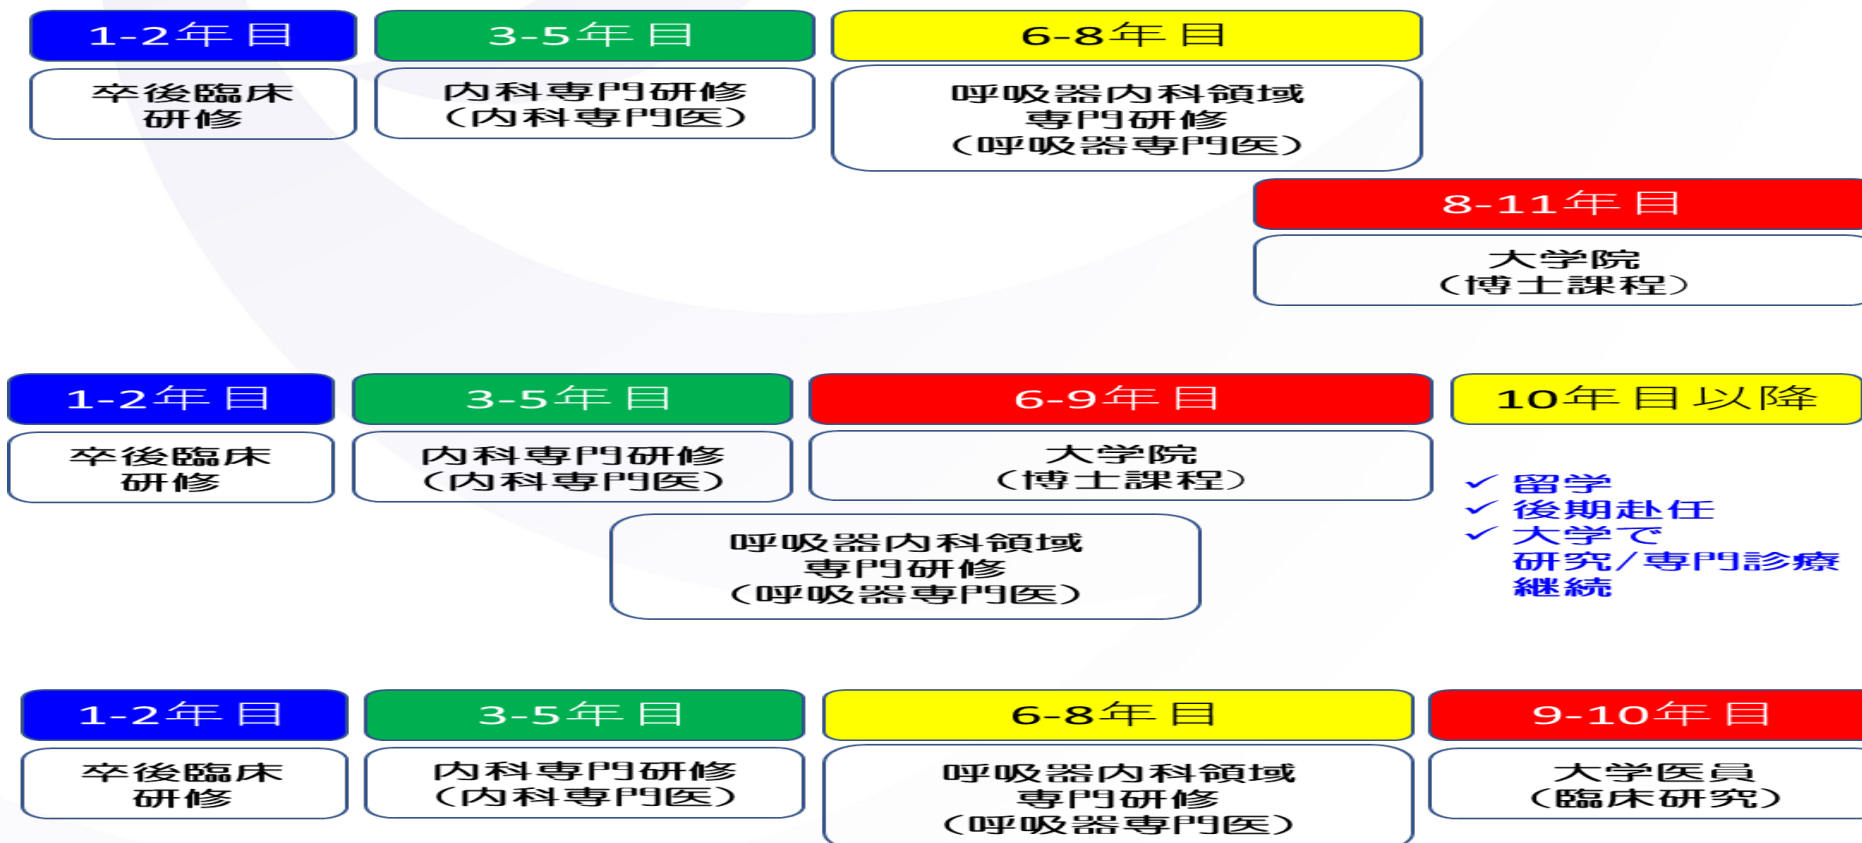 1-2年目
3-5年目
6-8年目
卒後臨床
研修
内科専門研修
（内科専門医）
呼吸器内科領域
専門研修
（呼吸器専門医）
8-11年目
大学院
（博士課程）
1-2年目
3-5年目
6-9年目
10年目以降
卒後臨床
研修
内科専門研修
（内科専門医）
大学院
（博士課程）
呼吸器内科領域
専門研修
（呼吸器専門医）
✓ 留学
✓ 後期赴任
✓ 大学で
研究/専門診療
継続
1-2年目
3-5年目
6-8年目
9-10年目
卒後臨床
研修
内科専門研修
（内科専門医）
呼吸器内科領域
専門研修
（呼吸器専門医）
大学医員
（臨床研究）